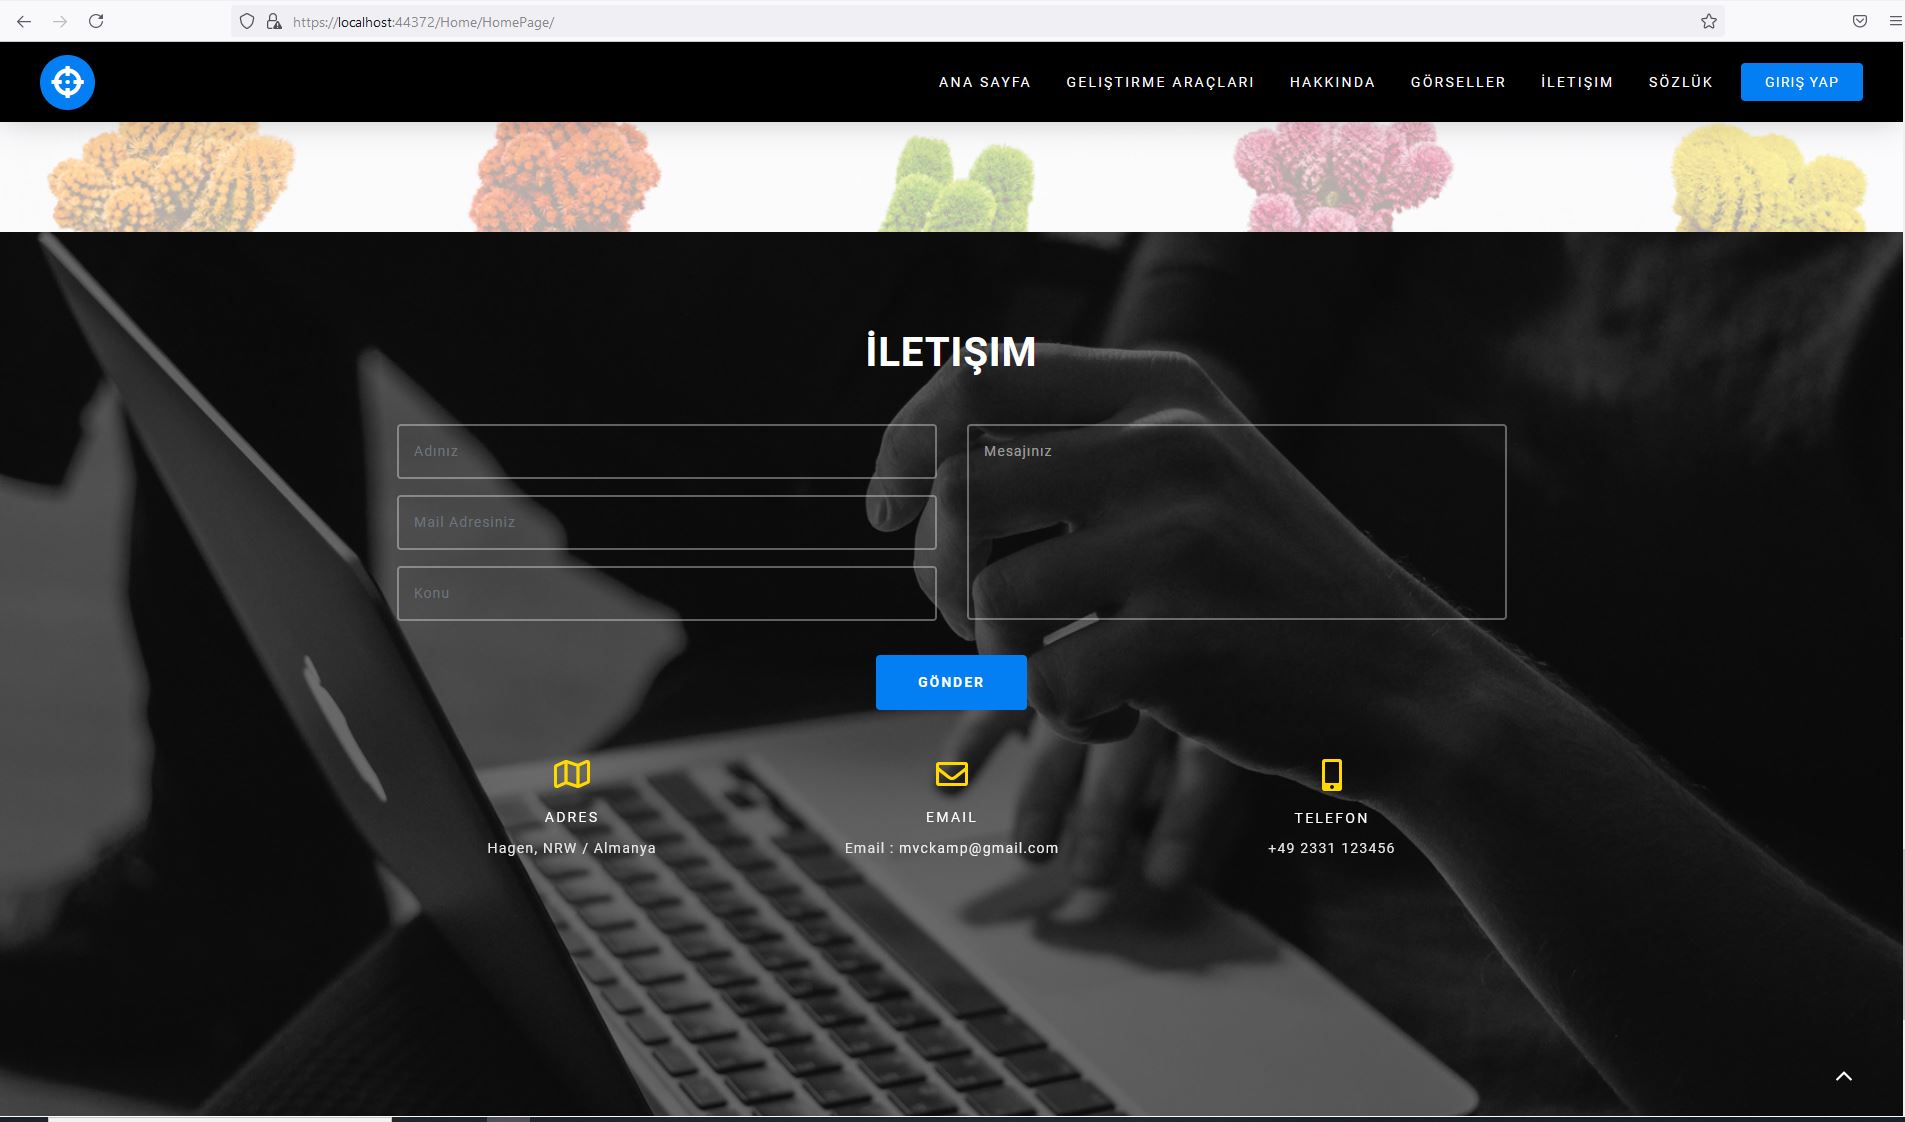 https://localhost:44372/Home/HomePage/
ANA SAYFA GELIŞTIRME ARAÇLARI HAKKINDA GÖRSELLER İLETIŞIM SÖZLÜK GIRIŞ YAP
İLETIŞIM
Adınız
Mesajınız
Mail Adresiniz
Konu
GÖNDER
ADRES
Hagen, NRW / Almanya
EMAIL
Email : mvckamp@gmail.com
TELEFON
+49 2331 123456